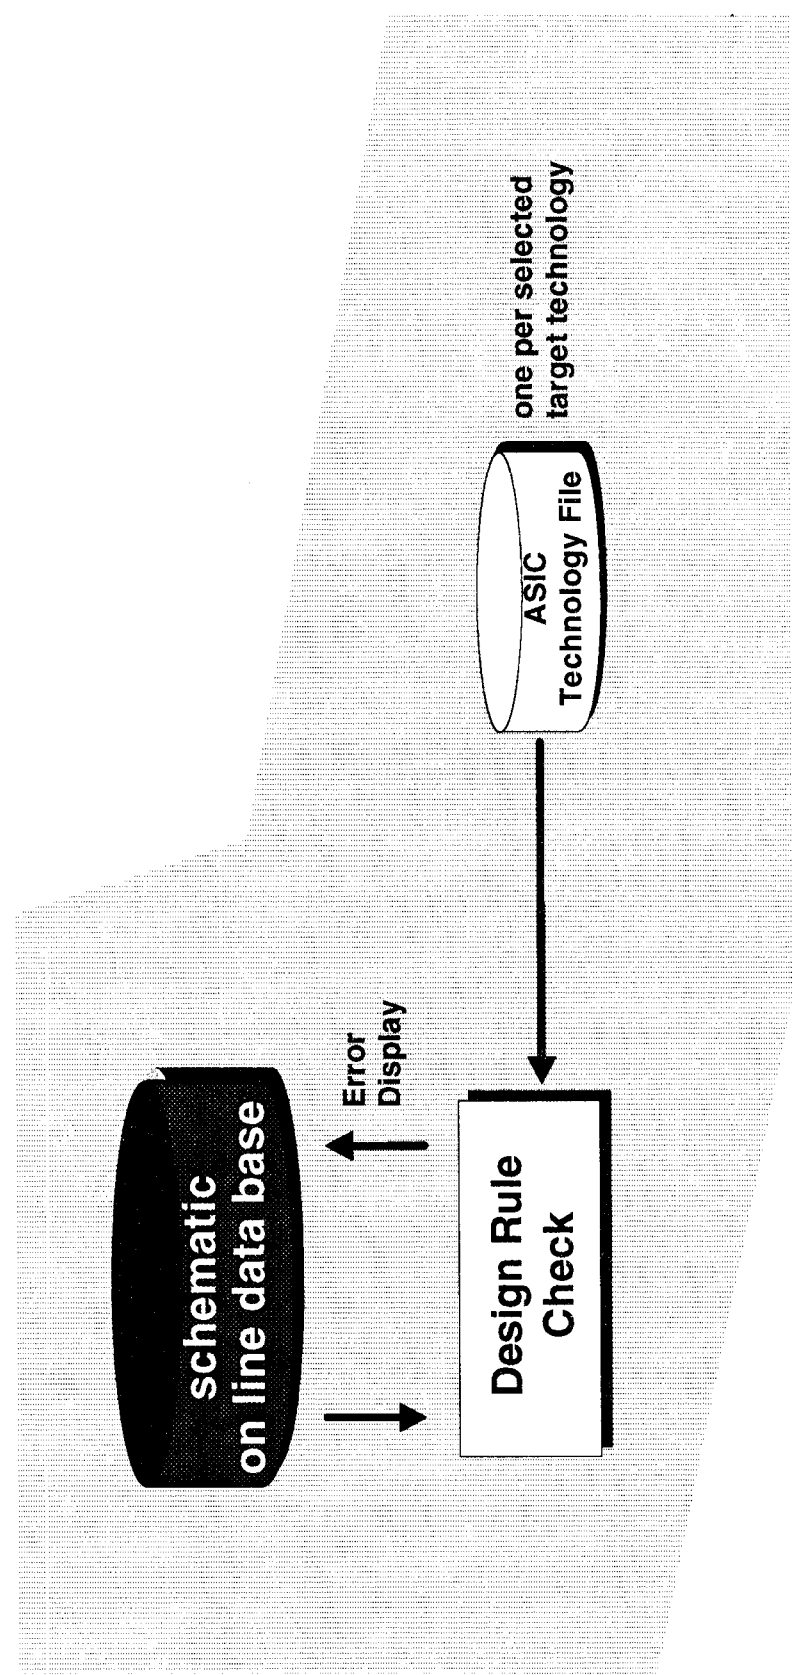 schematic
on line data base
Error
Display
Design Rule
Check
ASIC
Technology File
one per selected
target technology